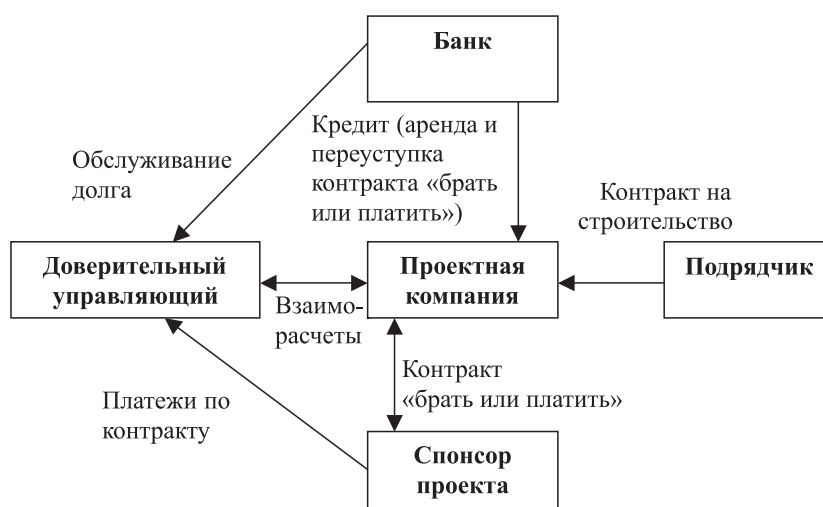 Банк
Кредит (аренда и
переуступка
контракта «брать
или платить»)
Обслуживание
долга
Контракт на
строительство
Доверительный
управляющий
Проектная
компания
Подрядчик
Взаимо-
расчеты
Контракт
«брать или платить»
Платежи по
контракту
Спонсор
проекта